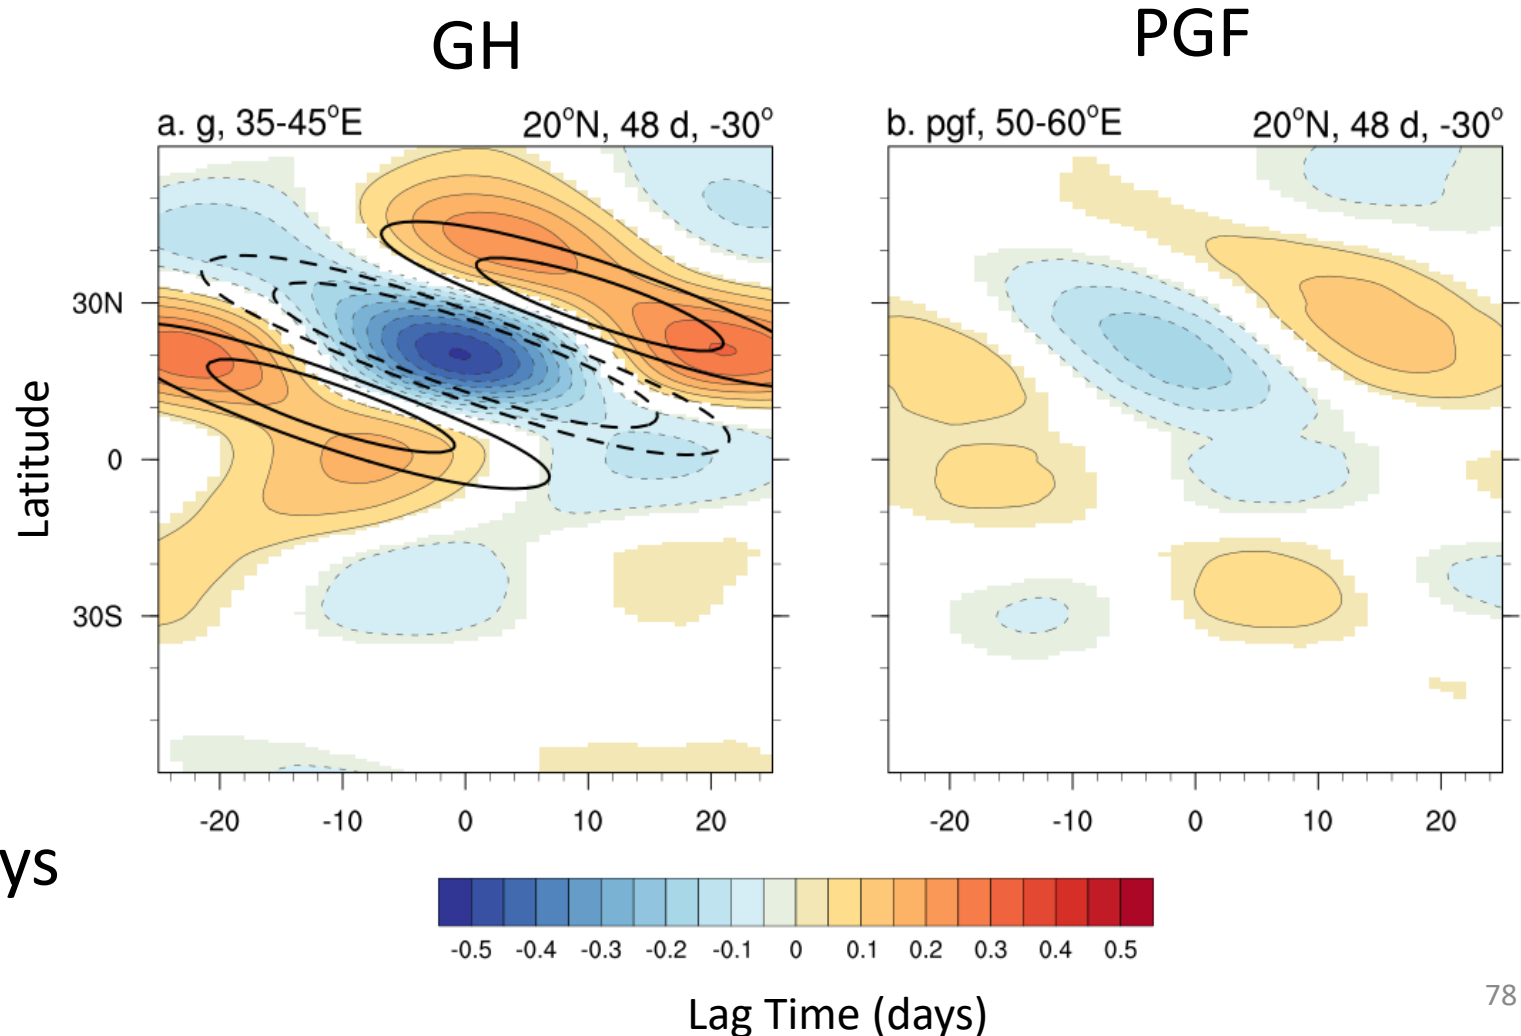 GH
PGF
a. g, 35-45°E
20°N, 48 d, -30°
b. pgf, 50-60°E
20°N, 48 d, -30°
Latitude
30N
0
30S
-20 -10 0 10 20
-20 -10 0 10 20
ys
-0.5 -0.4 -0.3 -0.2 -0.1 0 0.1 0.2 0.3 0.4 0.5
Lag Time (days)
78